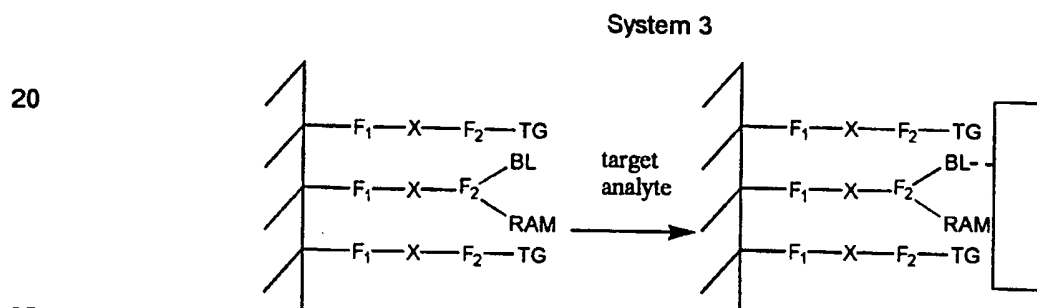 System 3
20
F₁—X—F₂—TG F₁—X—F₂—TG
BL target BL
F₁—X—F₂ analyte F₁—X—F₂
RAM RAM
F₁—X—F₂—TG F₁—X—F₂—TG